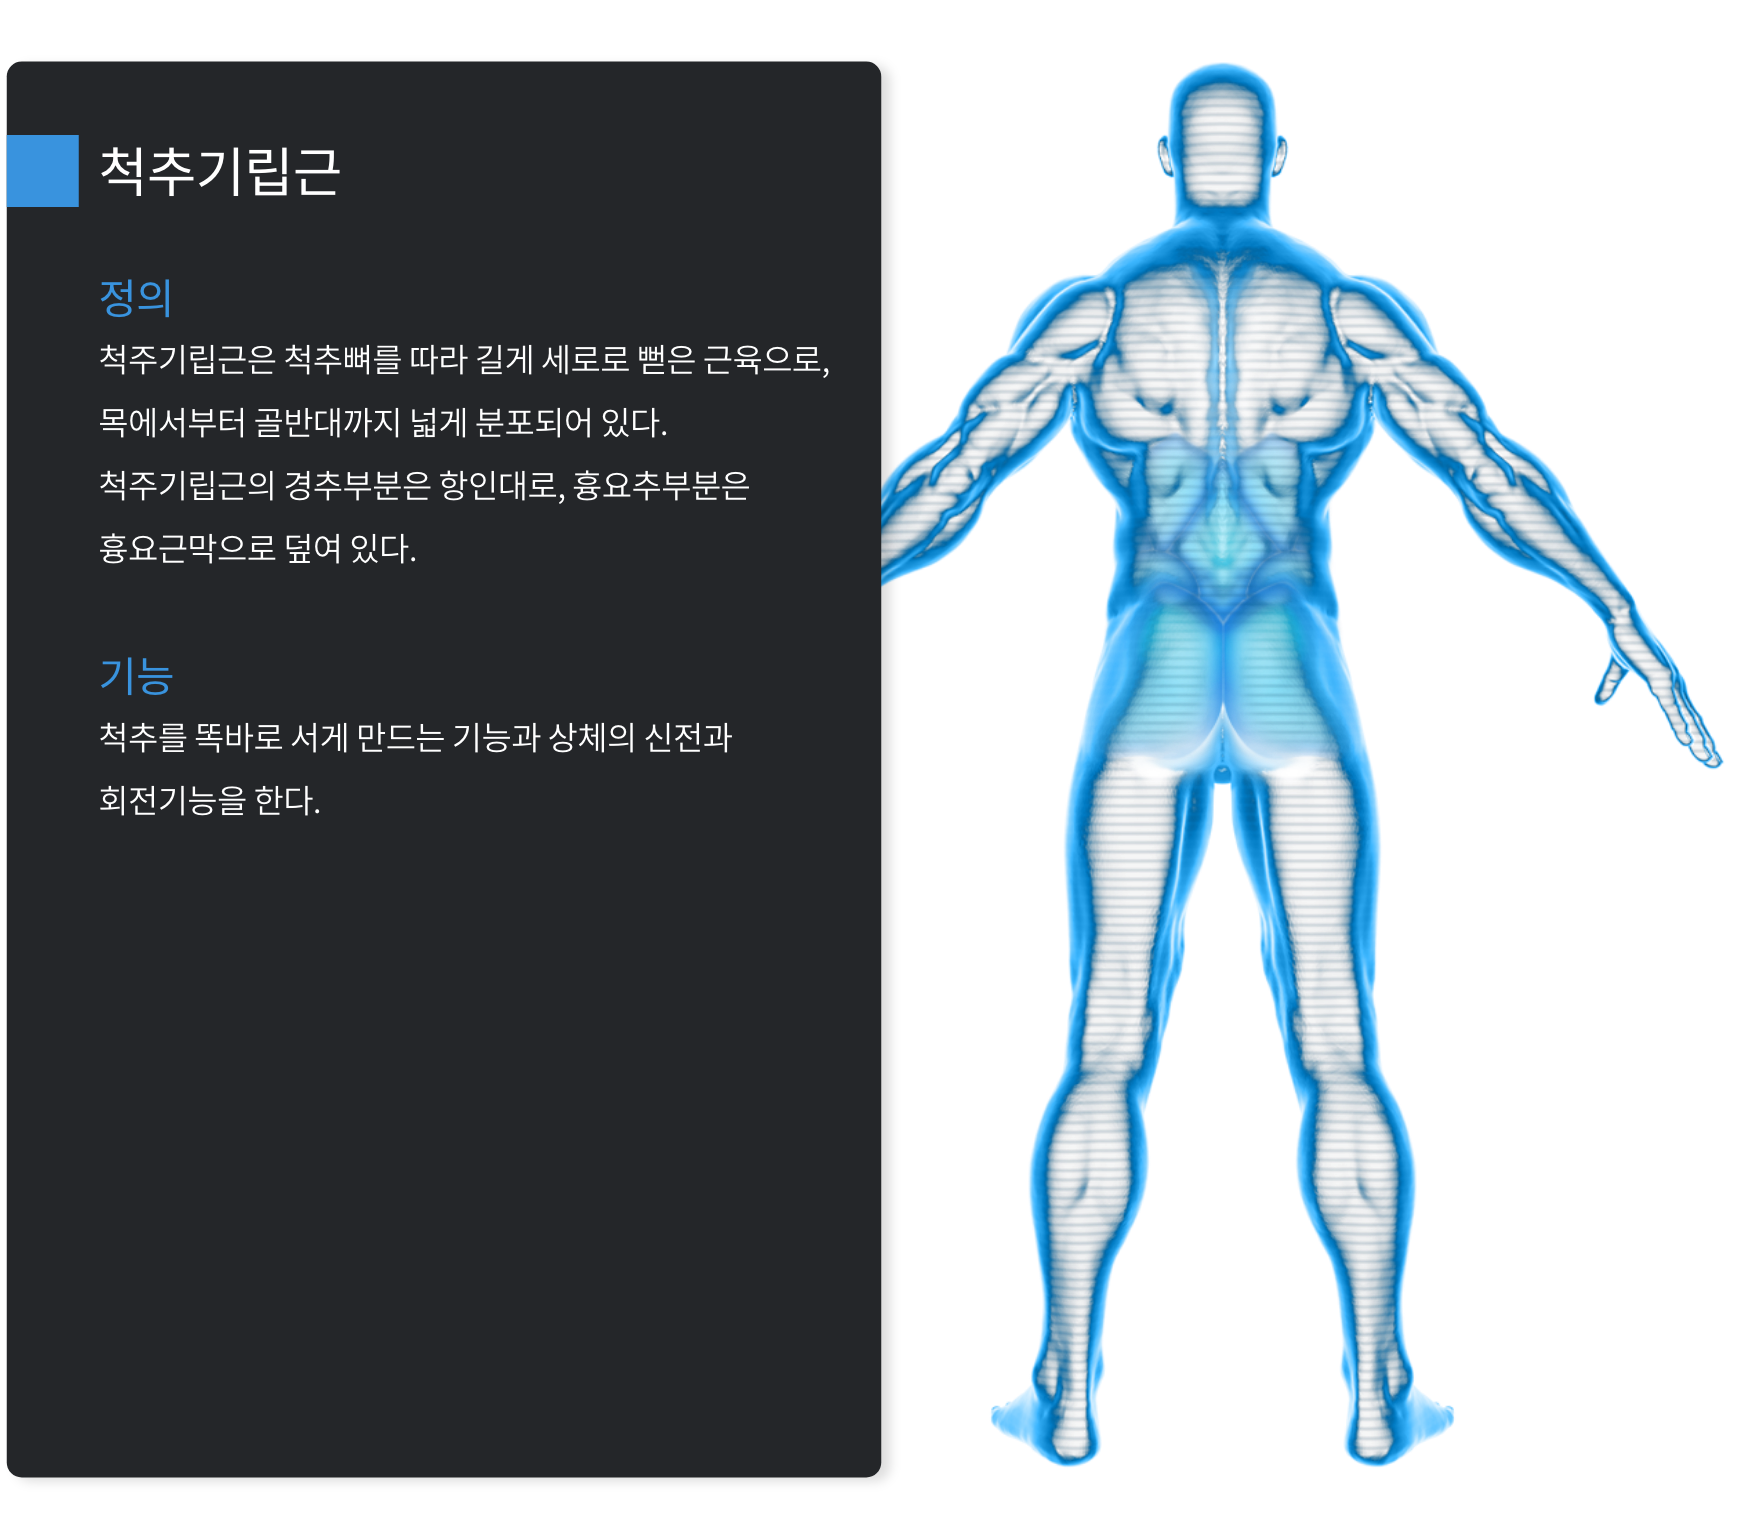 척추기립근
정의
척주기립근은 척추뼈를 따라 길게 세로로 뻗은 근육으로,
목에서부터 골반대까지 넓게 분포되어 있다.
척주기립근의 경추부분은 항인대로, 흉요추부분은
흉요근막으로 덮여 있다.
기능
척추를 똑바로 서게 만드는 기능과 상체의 신전과
회전기능을 한다.